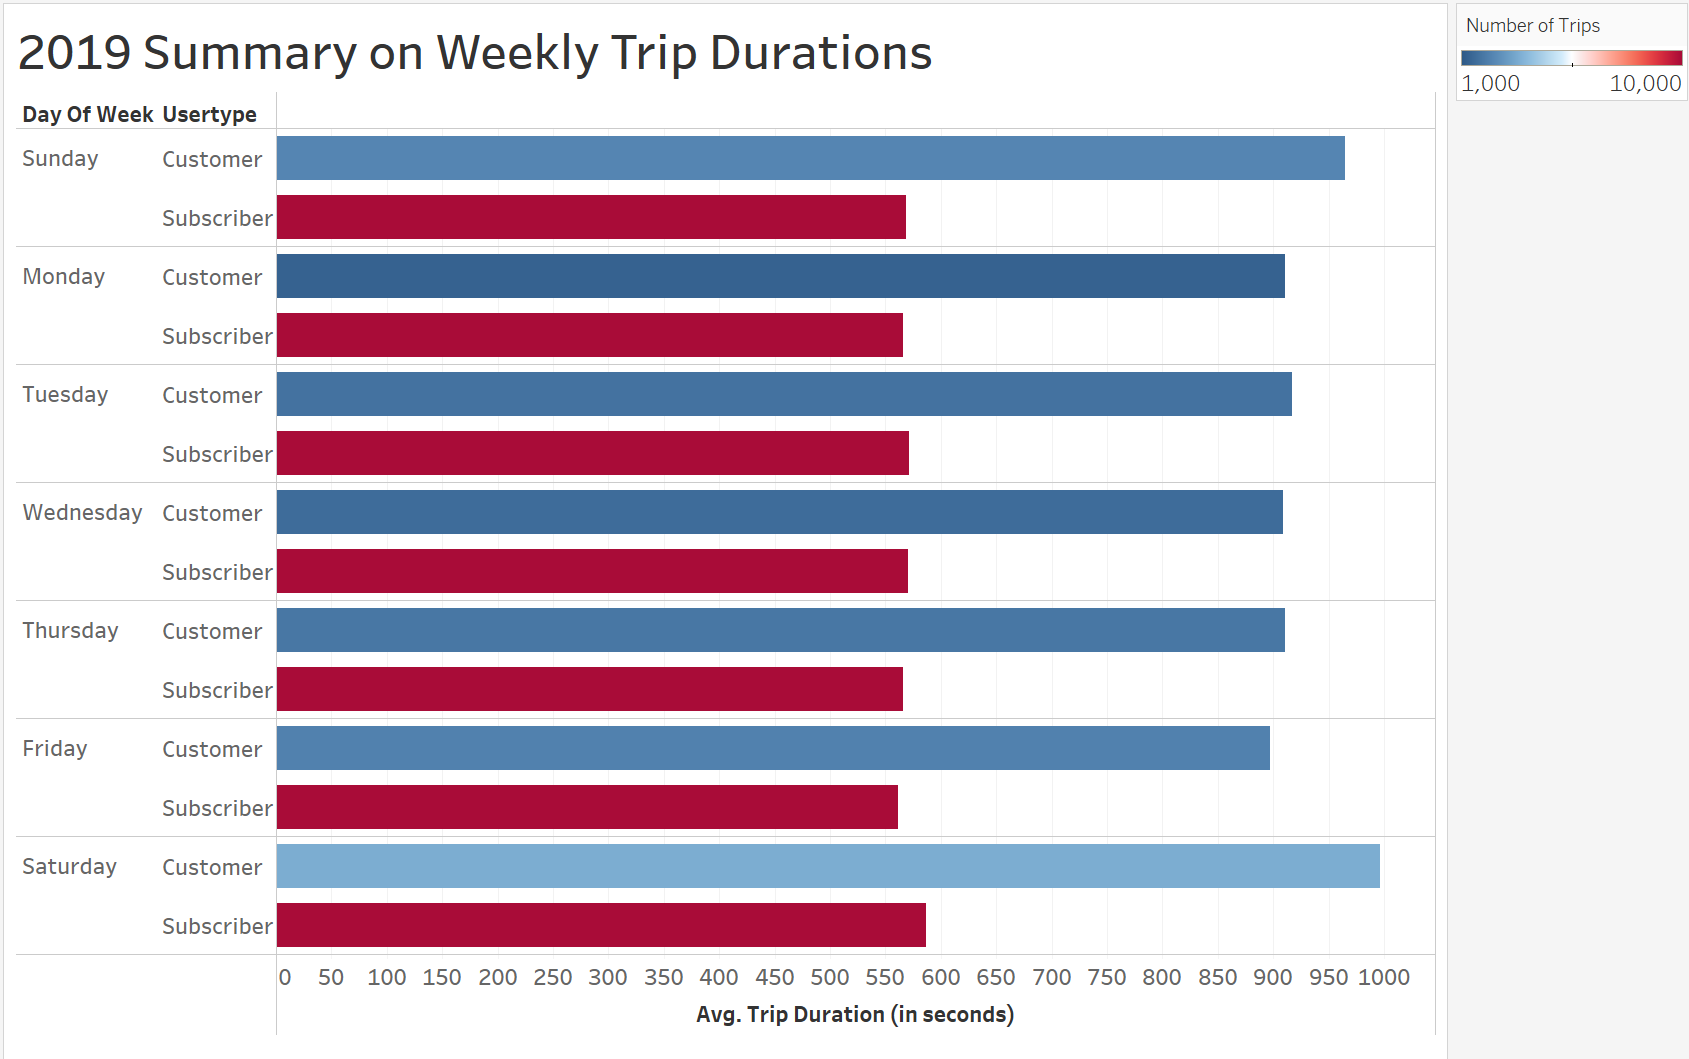 2019 Summary on Weekly Trip Durations
Number of Trips
1,000 10,000
Day Of Week Usertype
Sunday Customer
Subscriber
Monday Customer
Subscriber
Tuesday Customer
Subscriber
Wednesday Customer
Subscriber
Thursday Customer
Subscriber
Friday Customer
Subscriber
Saturday Customer
Subscriber
0 50 100 150 200 250 300 350 400 450 500 550 600 650 700 750 800 850 900 950 1000
Avg. Trip Duration (in seconds)